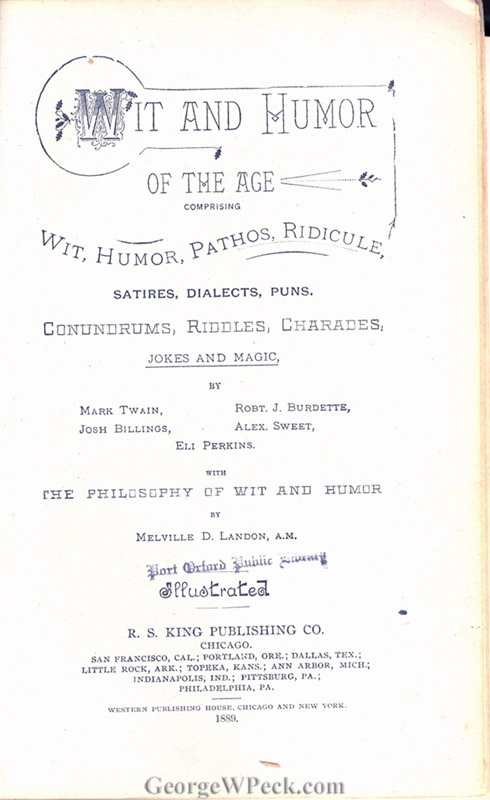 WIT AND HUMOR
OF THE AGE
COMPRISING
WIT, HUMOR, PATHOS, RIDICULE,
SATIRES, DIALECTS, PUNS.
CONUNDRUMS, RIDDLES, CHARADES,
JOKES AND MAGIC,
BY
MARK TWAIN, ROBT. J. BURDETTE,
JOSH BILLINGS, ALEX. SWEET,
ELI PERKINS.
WITH
THE PHILOSOPHY OF WIT AND HUMOR
BY
MELVILLE D. LANDON, A.M.
Port Orford Public Library
Illustrated
R. S. KING PUBLISHING CO.
CHICAGO.
SAN FRANCISCO, CAL.; PORTLAND, ORE.; DALLAS, TEX.;
LITTLE ROCK, ARK.; TOPEKA, KANS.; ANN ARBOR, MICH.;
INDIANAPOLIS, IND.; PITTSBURG, PA.;
PHILADELPHIA, PA.
WESTERN PUBLISHING HOUSE, CHICAGO AND NEW YORK.
1889.
GeorgeWPeck.com